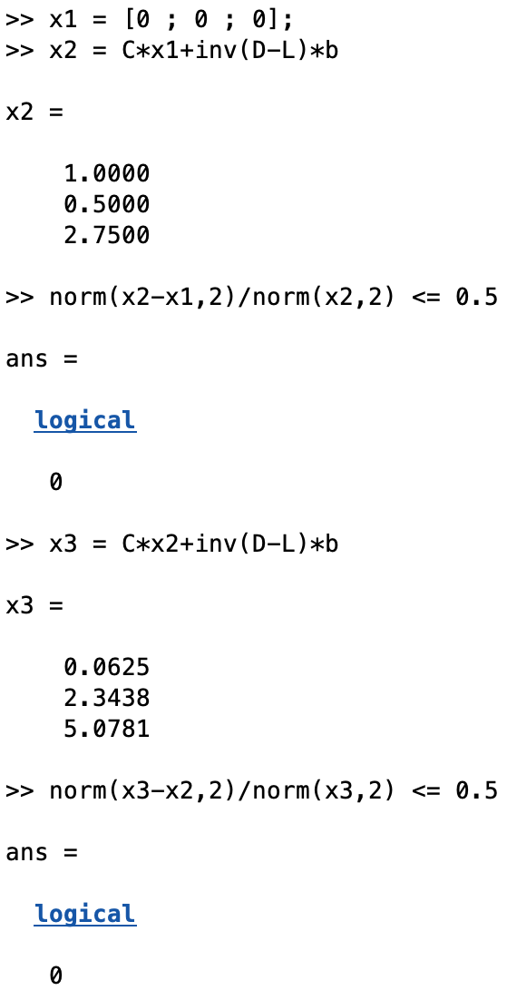 >> x1 = [0 ; 0 ; 0];
>> x2 = C*x1+inv(D-L)*b
x2 =
1.0000
0.5000
2.7500
>> norm(x2-x1,2)/norm(x2,2) <= 0.5
ans =
logical
0
>> x3 = C*x2+inv(D-L)*b
x3 =
0.0625
2.3438
5.0781
>> norm(x3-x2,2)/norm(x3,2) <= 0.5
ans =
logical
0